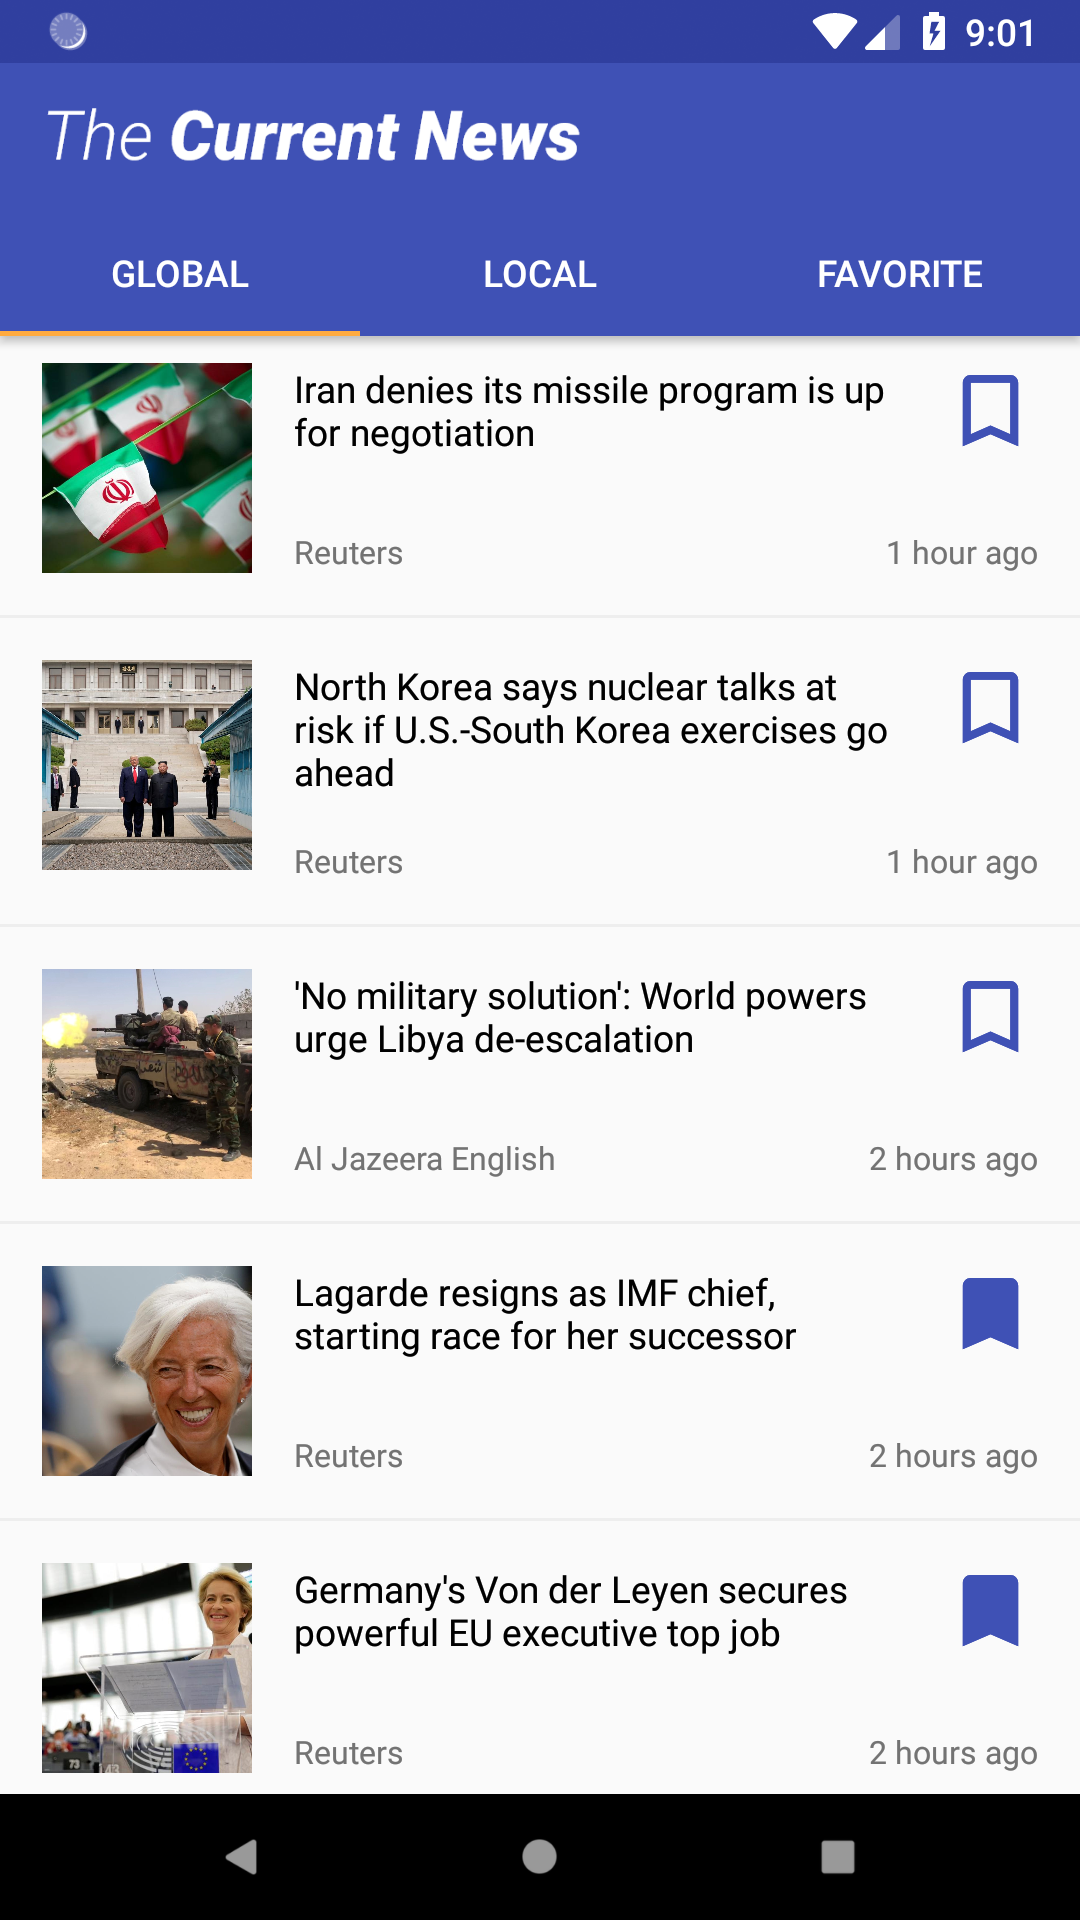 9:01
The Current News
GLOBAL
LOCAL
FAVORITE
Iran denies its missile program is up
for negotiation
Reuters
1 hour ago
North Korea says nuclear talks at
risk if U.S.-South Korea exercises go
ahead
Reuters
1 hour ago
'No military solution': World powers
urge Libya de-escalation
Al Jazeera English
2 hours ago
Lagarde resigns as IMF chief,
starting race for her successor
Reuters
2 hours ago
Germany's Von der Leyen secures
powerful EU executive top job
73
43
Reuters
2 hours ago